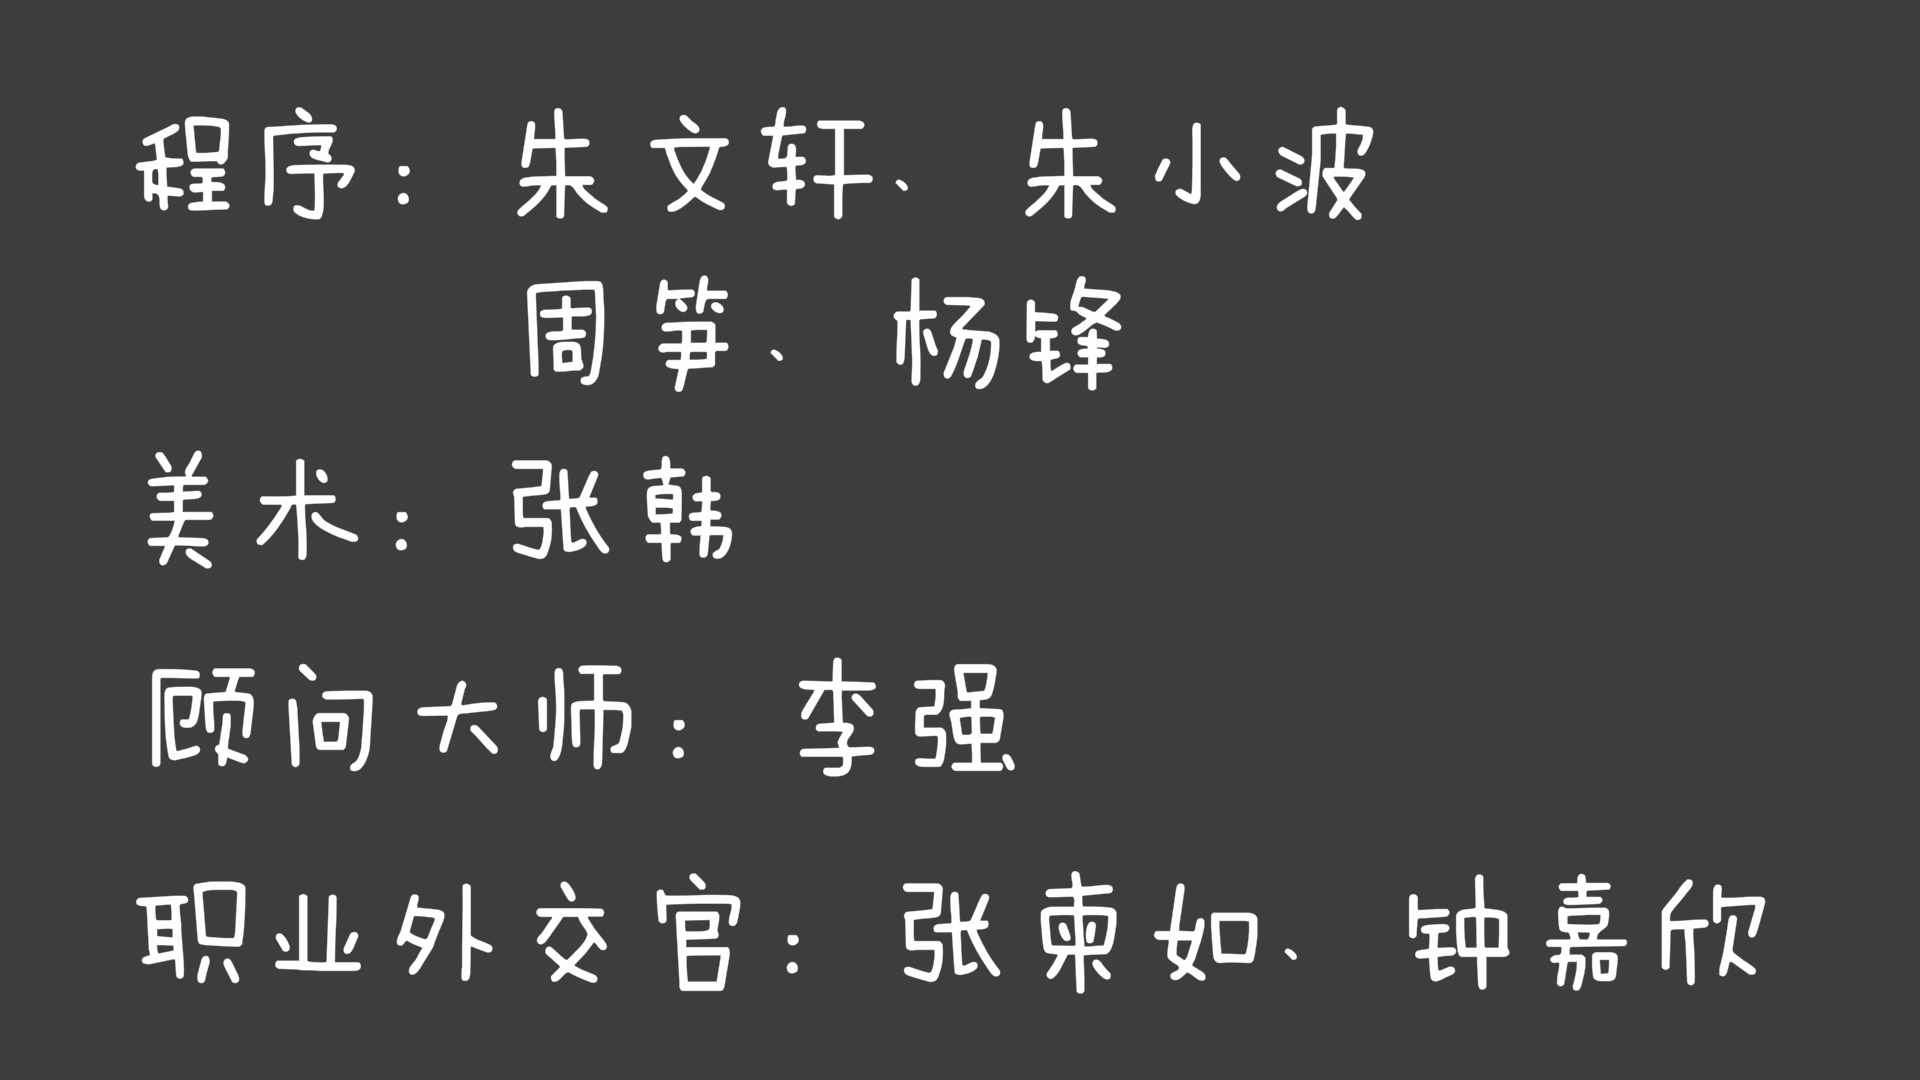 程序：朱文轩、朱小波
周笋、杨锋
美术：张韩
顾问大师：李强
职业外交官：张柬如、钟嘉欣